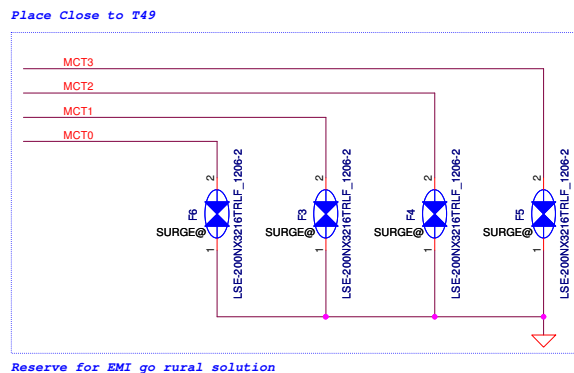 Place Close to T49
MCT3
MCT2
MCT1
MCT0
2
F6
SURGE@
1
LSE-200NX3216TRLF_1206-2
2
F3
SURGE@
1
LSE-200NX3216TRLF_1206-2
2
F4
SURGE@
1
LSE-200NX3216TRLF_1206-2
2
F5
SURGE@
1
LSE-200NX3216TRLF_1206-2
Reserve for EMI go rural solution